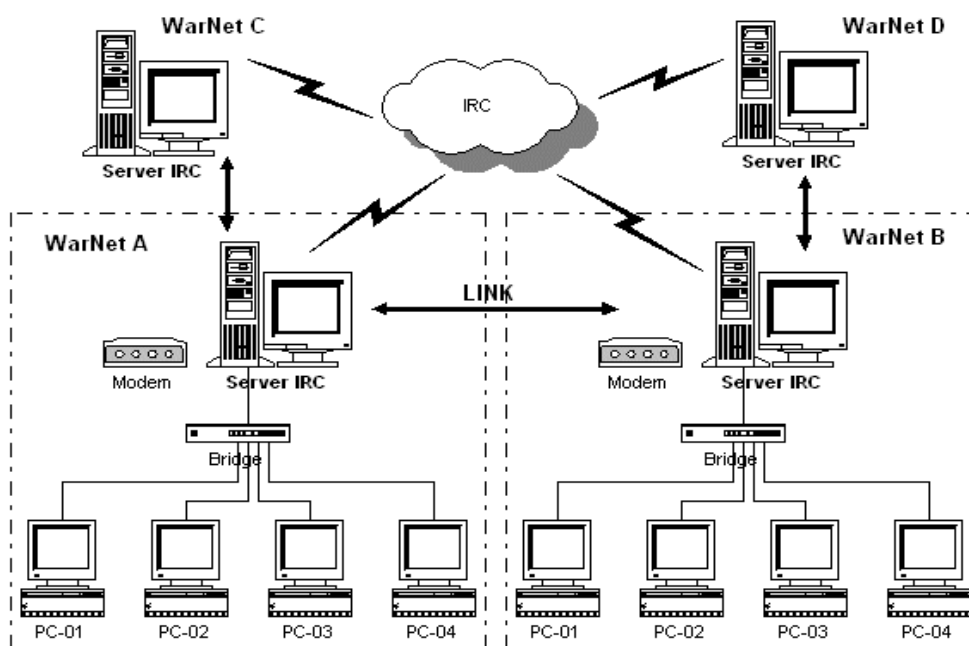 WarNet C
WarNet D
IRC
Server IRC
Server IRC
WarNet A
WarNet B
LINK
Modem
Server IRC
Modem
Server IRC
Bridge
Bridge
PC-01
PC-02
PC-03
PC-04
PC-01
PC-02
PC-03
PC-04